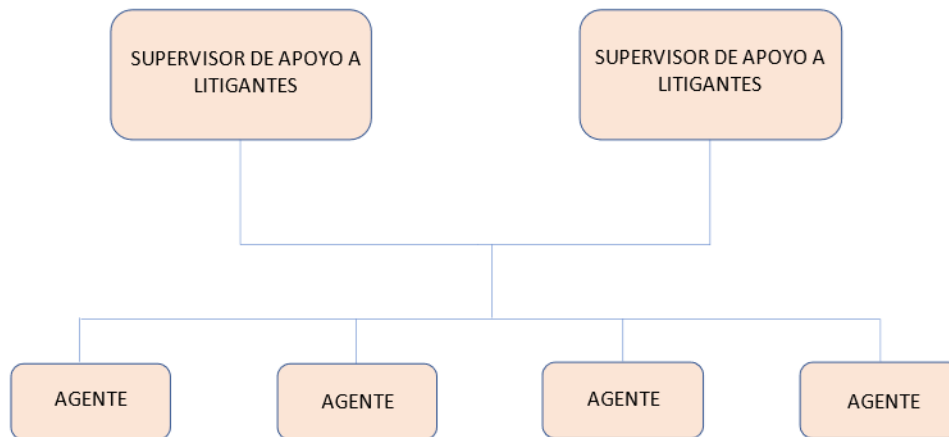 SUPERVISOR DE APOYO A
LITIGANTES
SUPERVISOR DE APOYO A
LITIGANTES
AGENTE
AGENTE
AGENTE
AGENTE